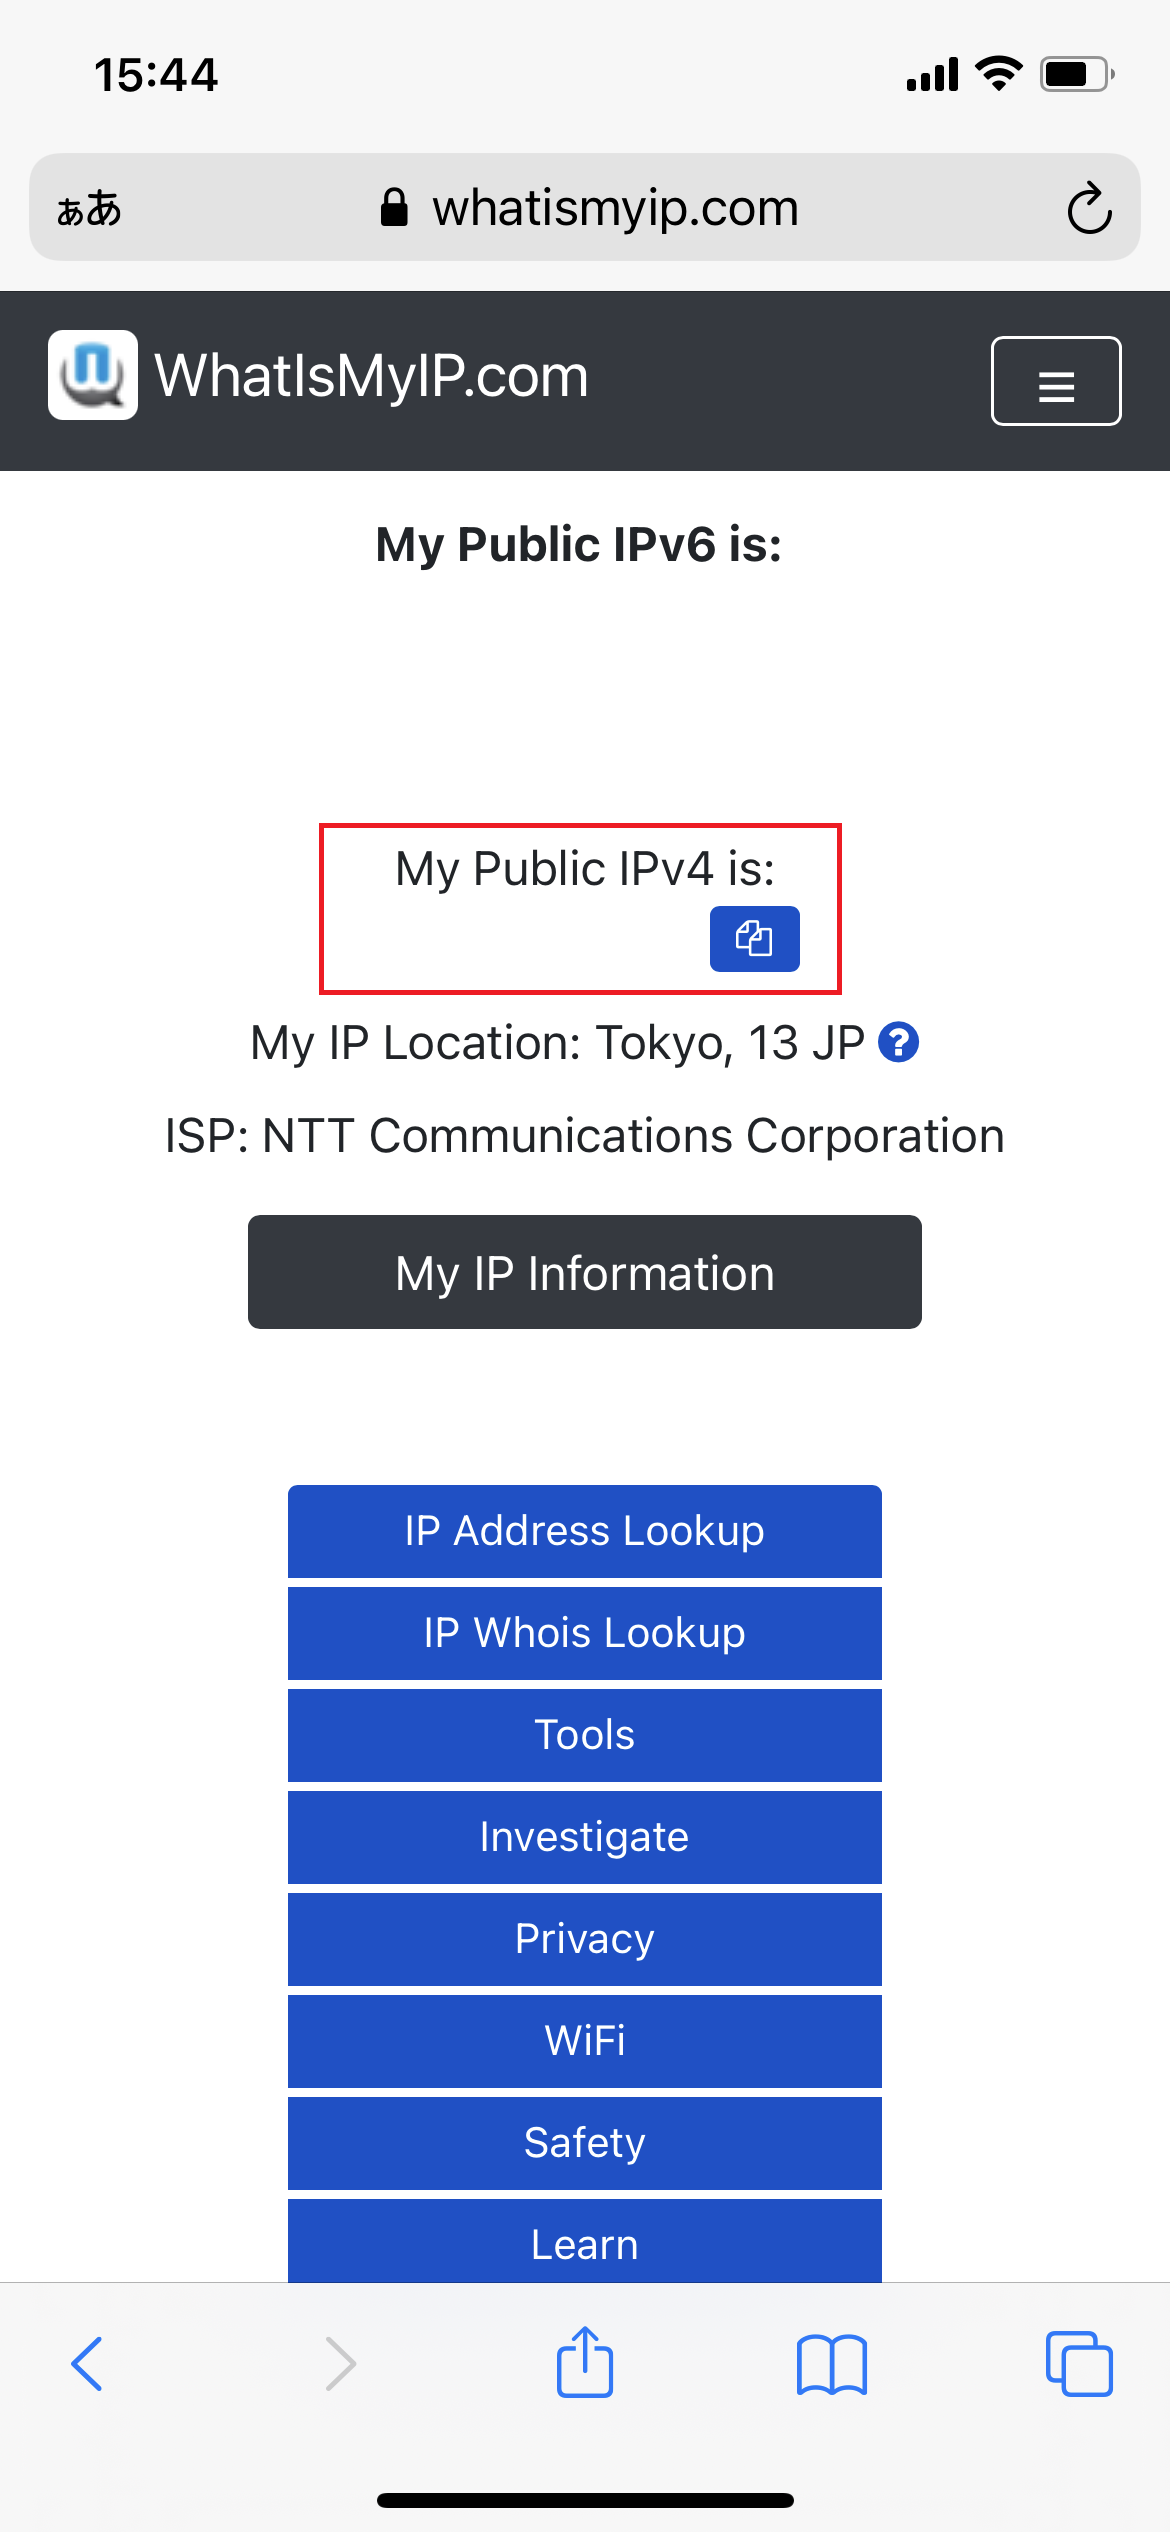 15:44
ああ
whatismyip.com
WhatIsMyIP.com
My Public IPv6 is:
My Public IPv4 is:
My IP Location: Tokyo, 13 JP ?
ISP: NTT Communications Corporation
My IP Information
IP Address Lookup
IP Whois Lookup
Tools
Investigate
Privacy
WiFi
Safety
Learn